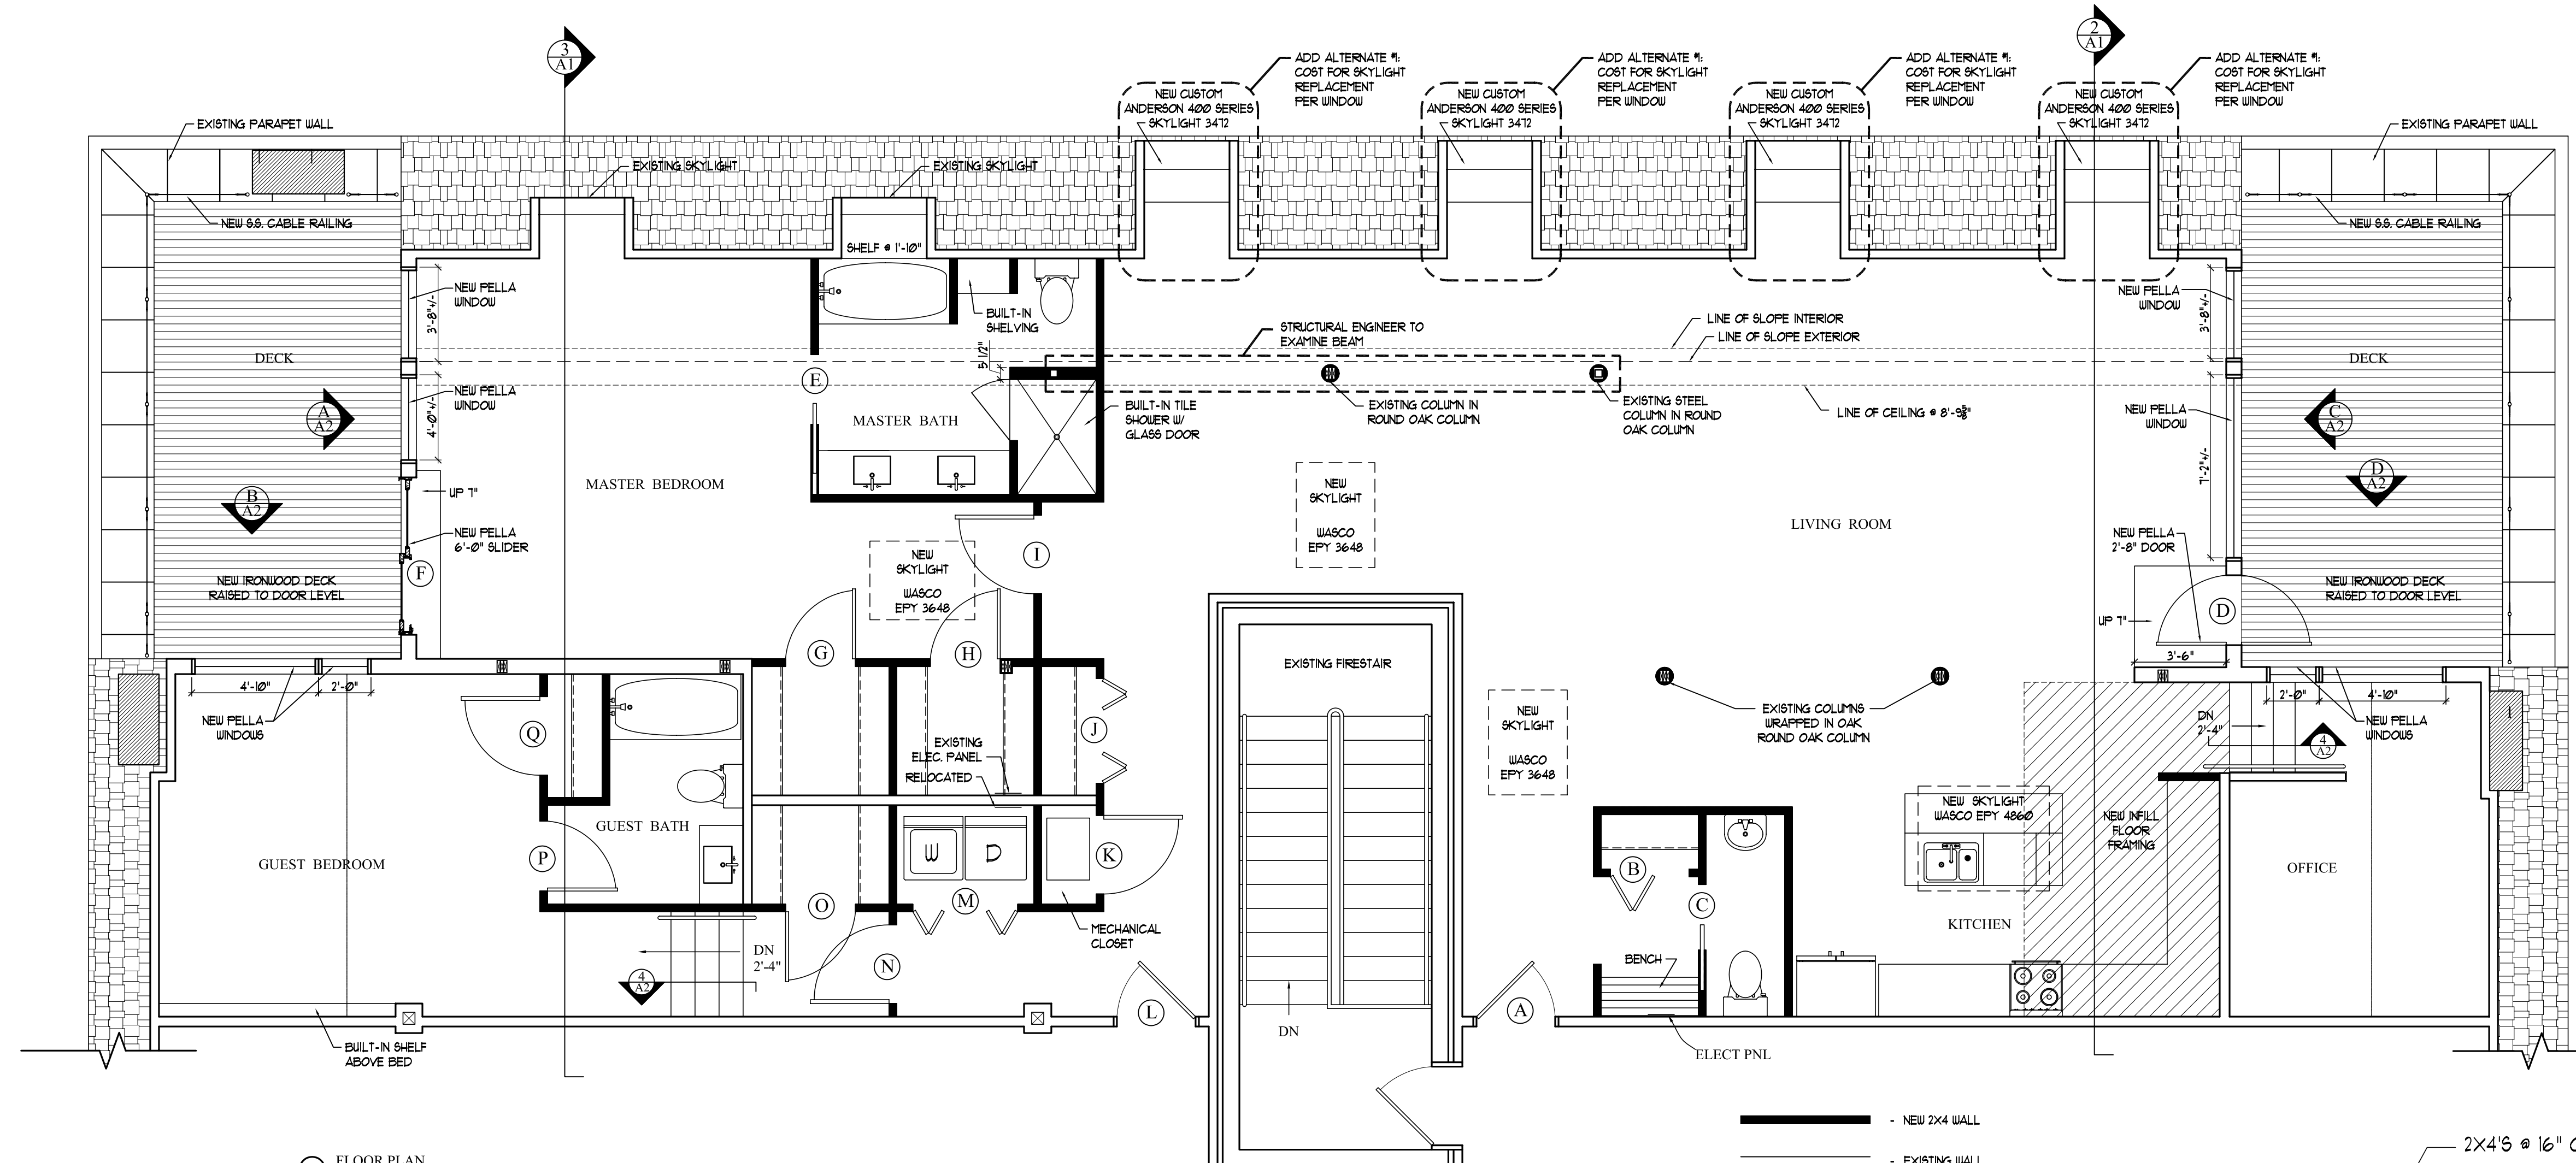 3
A1
2
A1
ADD ALTERNATE #1:
COST FOR SKYLIGHT
REPLACEMENT
PER WINDOW
ADD ALTERNATE #1:
COST FOR SKYLIGHT
REPLACEMENT
PER WINDOW
ADD ALTERNATE #1:
COST FOR SKYLIGHT
REPLACEMENT
PER WINDOW
ADD ALTERNATE #1:
COST FOR SKYLIGHT
REPLACEMENT
PER WINDOW
NEW CUSTOM
ANDERSON 400 SERIES
SKYLIGHT 3472
NEW CUSTOM
ANDERSON 400 SERIES
SKYLIGHT 3472
NEW CUSTOM
ANDERSON 400 SERIES
SKYLIGHT 3472
NEW CUSTOM
ANDERSON 400 SERIES
SKYLIGHT 3472
EXISTING PARAPET WALL
EXISTING PARAPET WALL
EXISTING SKYLIGHT
EXISTING SKYLIGHT
NEW S.S. CABLE RAILING
NEW S.S. CABLE RAILING
SHELF @ 1'-10"
NEW PELLA
WINDOW
3'-8"+/-
BUILT-IN
SHELVING
STRUCTURAL ENGINEER TO
EXAMINE BEAM
LINE OF SLOPE INTERIOR
LINE OF SLOPE EXTERIOR
NEW PELLA
WINDOW
3'-8"+/-
DECK
5 1/2"
DECK
E
A
A2
NEW PELLA
WINDOW
4'-0"+/-
MASTER BATH
BUILT-IN TILE
SHOWER W/
GLASS DOOR
EXISTING COLUMN IN
ROUND OAK COLUMN
EXISTING STEEL
COLUMN IN ROUND
OAK COLUMN
LINE OF CEILING @ 8'-9⅝"
NEW PELLA
WINDOW
7'-2"+/-
C
A2
B
A2
UP 7"
MASTER BEDROOM
NEW
SKYLIGHT
WASCO
EPY 3648
LIVING ROOM
D
A2
NEW PELLA
6'-0" SLIDER
F
NEW
SKYLIGHT
WASCO
EPY 3648
I
NEW PELLA
2'-8" DOOR
NEW IRONWOOD DECK
RAISED TO DOOR LEVEL
NEW IRONWOOD DECK
RAISED TO DOOR LEVEL
D
UP 7"
3'-6"
G
H
EXISTING FIRESTAIR
4'-10"
2'-0"
2'-0"
4'-10"
NEW PELLA
WINDOWS
Q
J
NEW
SKYLIGHT
WASCO
EPY 3648
EXISTING COLUMNS
WRAPPED IN OAK
ROUND OAK COLUMN
DN
2'-4"
4
A2
NEW PELLA
WINDOWS
1
EXISTING
ELEC. PANEL
RELOCATED
GUEST BATH
NEW SKYLIGHT
WASCO EPY 4860
NEW INFILL
FLOOR
FRAMING
W
D
K
P
GUEST BEDROOM
B
OFFICE
O
M
C
KITCHEN
MECHANICAL
CLOSET
DN
2'-4"
N
4
A2
BENCH
L
A
DN
BUILT-IN SHELF
ABOVE BED
ELECT PNL
- NEW 2X4 WALL
2X4'S @ 16"
FLOOR PLAN
- EXISTING WALL